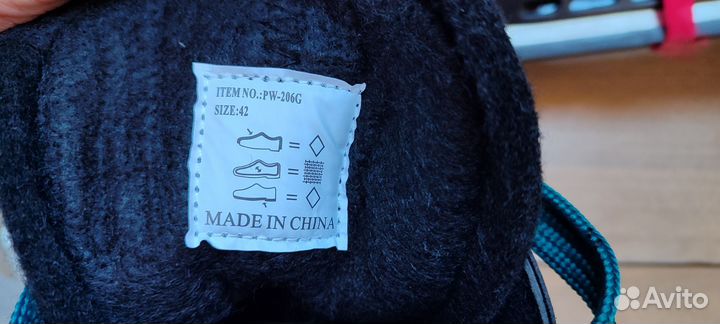 ITEM NO.:PW-206G
SIZE:42
=
=
=
MADE IN CHINA
Avito